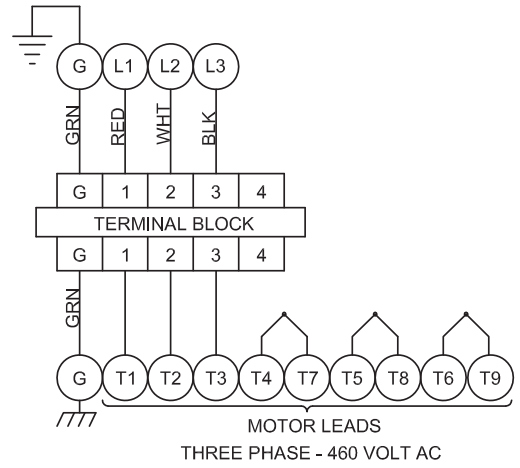 G L1 L2 L3
GRN RED WHT BLK
G 1 2 3 4
TERMINAL BLOCK
G 1 2 3 4
GRN
G T1 T2 T3 T4 T7 T5 T8 T6 T9
MOTOR LEADS
THREE PHASE - 460 VOLT AC